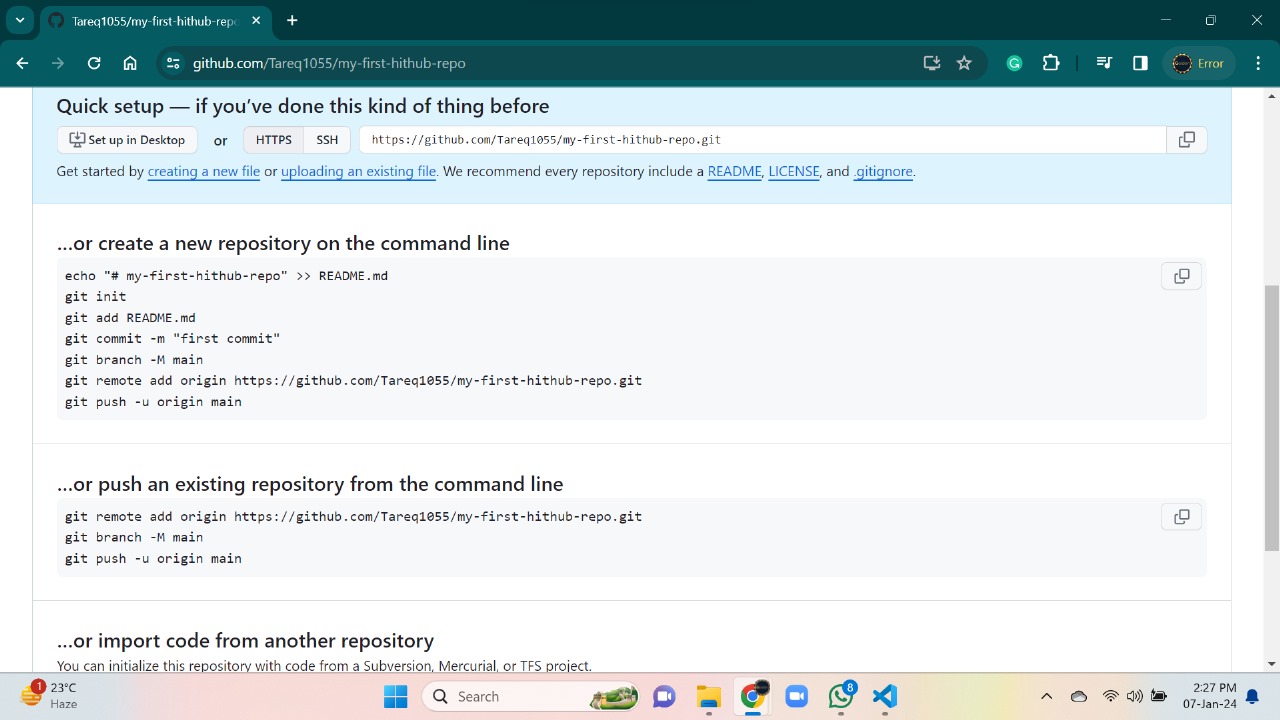 Tareq1055/my-first-hithub-repo
github.com/Tareq1055/my-first-hithub-repo
Error
Quick setup — if you’ve done this kind of thing before
Set up in Desktop or HTTPS SSH https://github.com/Tareq1055/my-first-hithub-repo.git
Get started by creating a new file or uploading an existing file. We recommend every repository include a README, LICENSE, and .gitignore.
…or create a new repository on the command line
echo "# my-first-hithub-repo" >> README.md
git init
git add README.md
git commit -m "first commit"
git branch -M main
git remote add origin https://github.com/Tareq1055/my-first-hithub-repo.git
git push -u origin main
…or push an existing repository from the command line
git remote add origin https://github.com/Tareq1055/my-first-hithub-repo.git
git branch -M main
git push -u origin main
…or import code from another repository
You can initialize this repository with code from a Subversion, Mercurial, or TFS project.
1
23°C
Haze
Search
8
2:27 PM
07-Jan-24